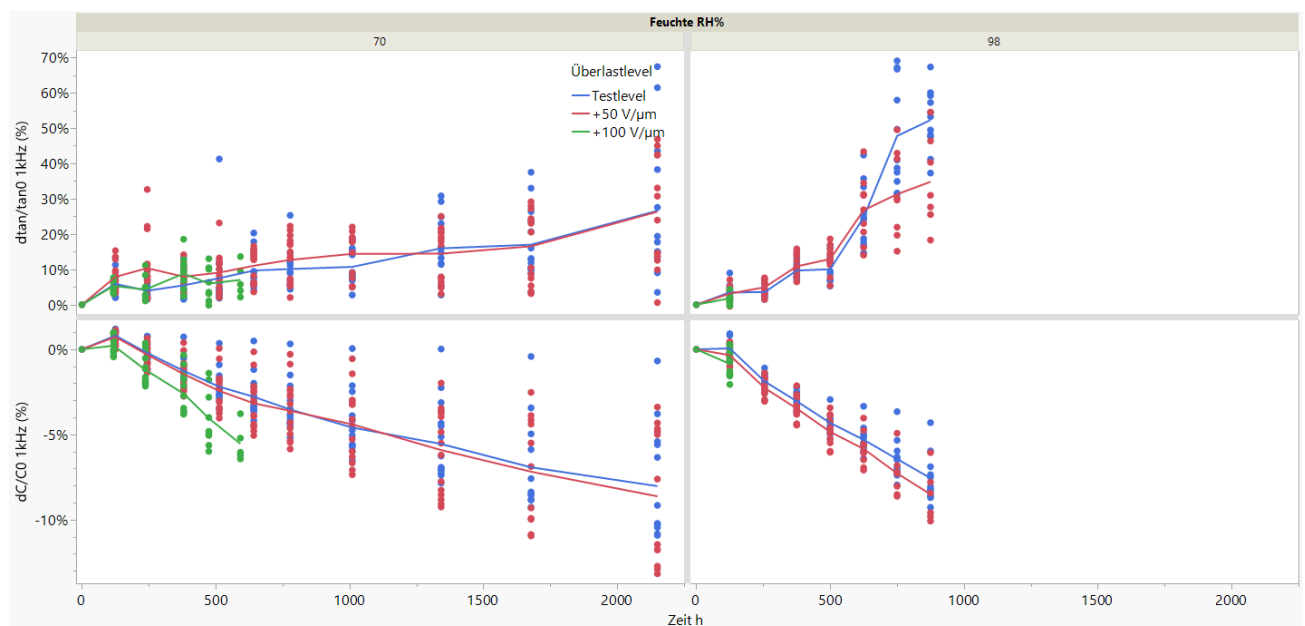 Feuchte RH%
70
98
dtan/tan0 1kHz (%)
70%
60%
50%
40%
30%
20%
10%
0%
Überlastlevel
Testlevel
+50 V/µm
+100 V/µm
dC/C0 1kHz (%)
0%
-5%
-10%
0
500
1000
1500
2000
0
500
1000
1500
2000
Zeit h